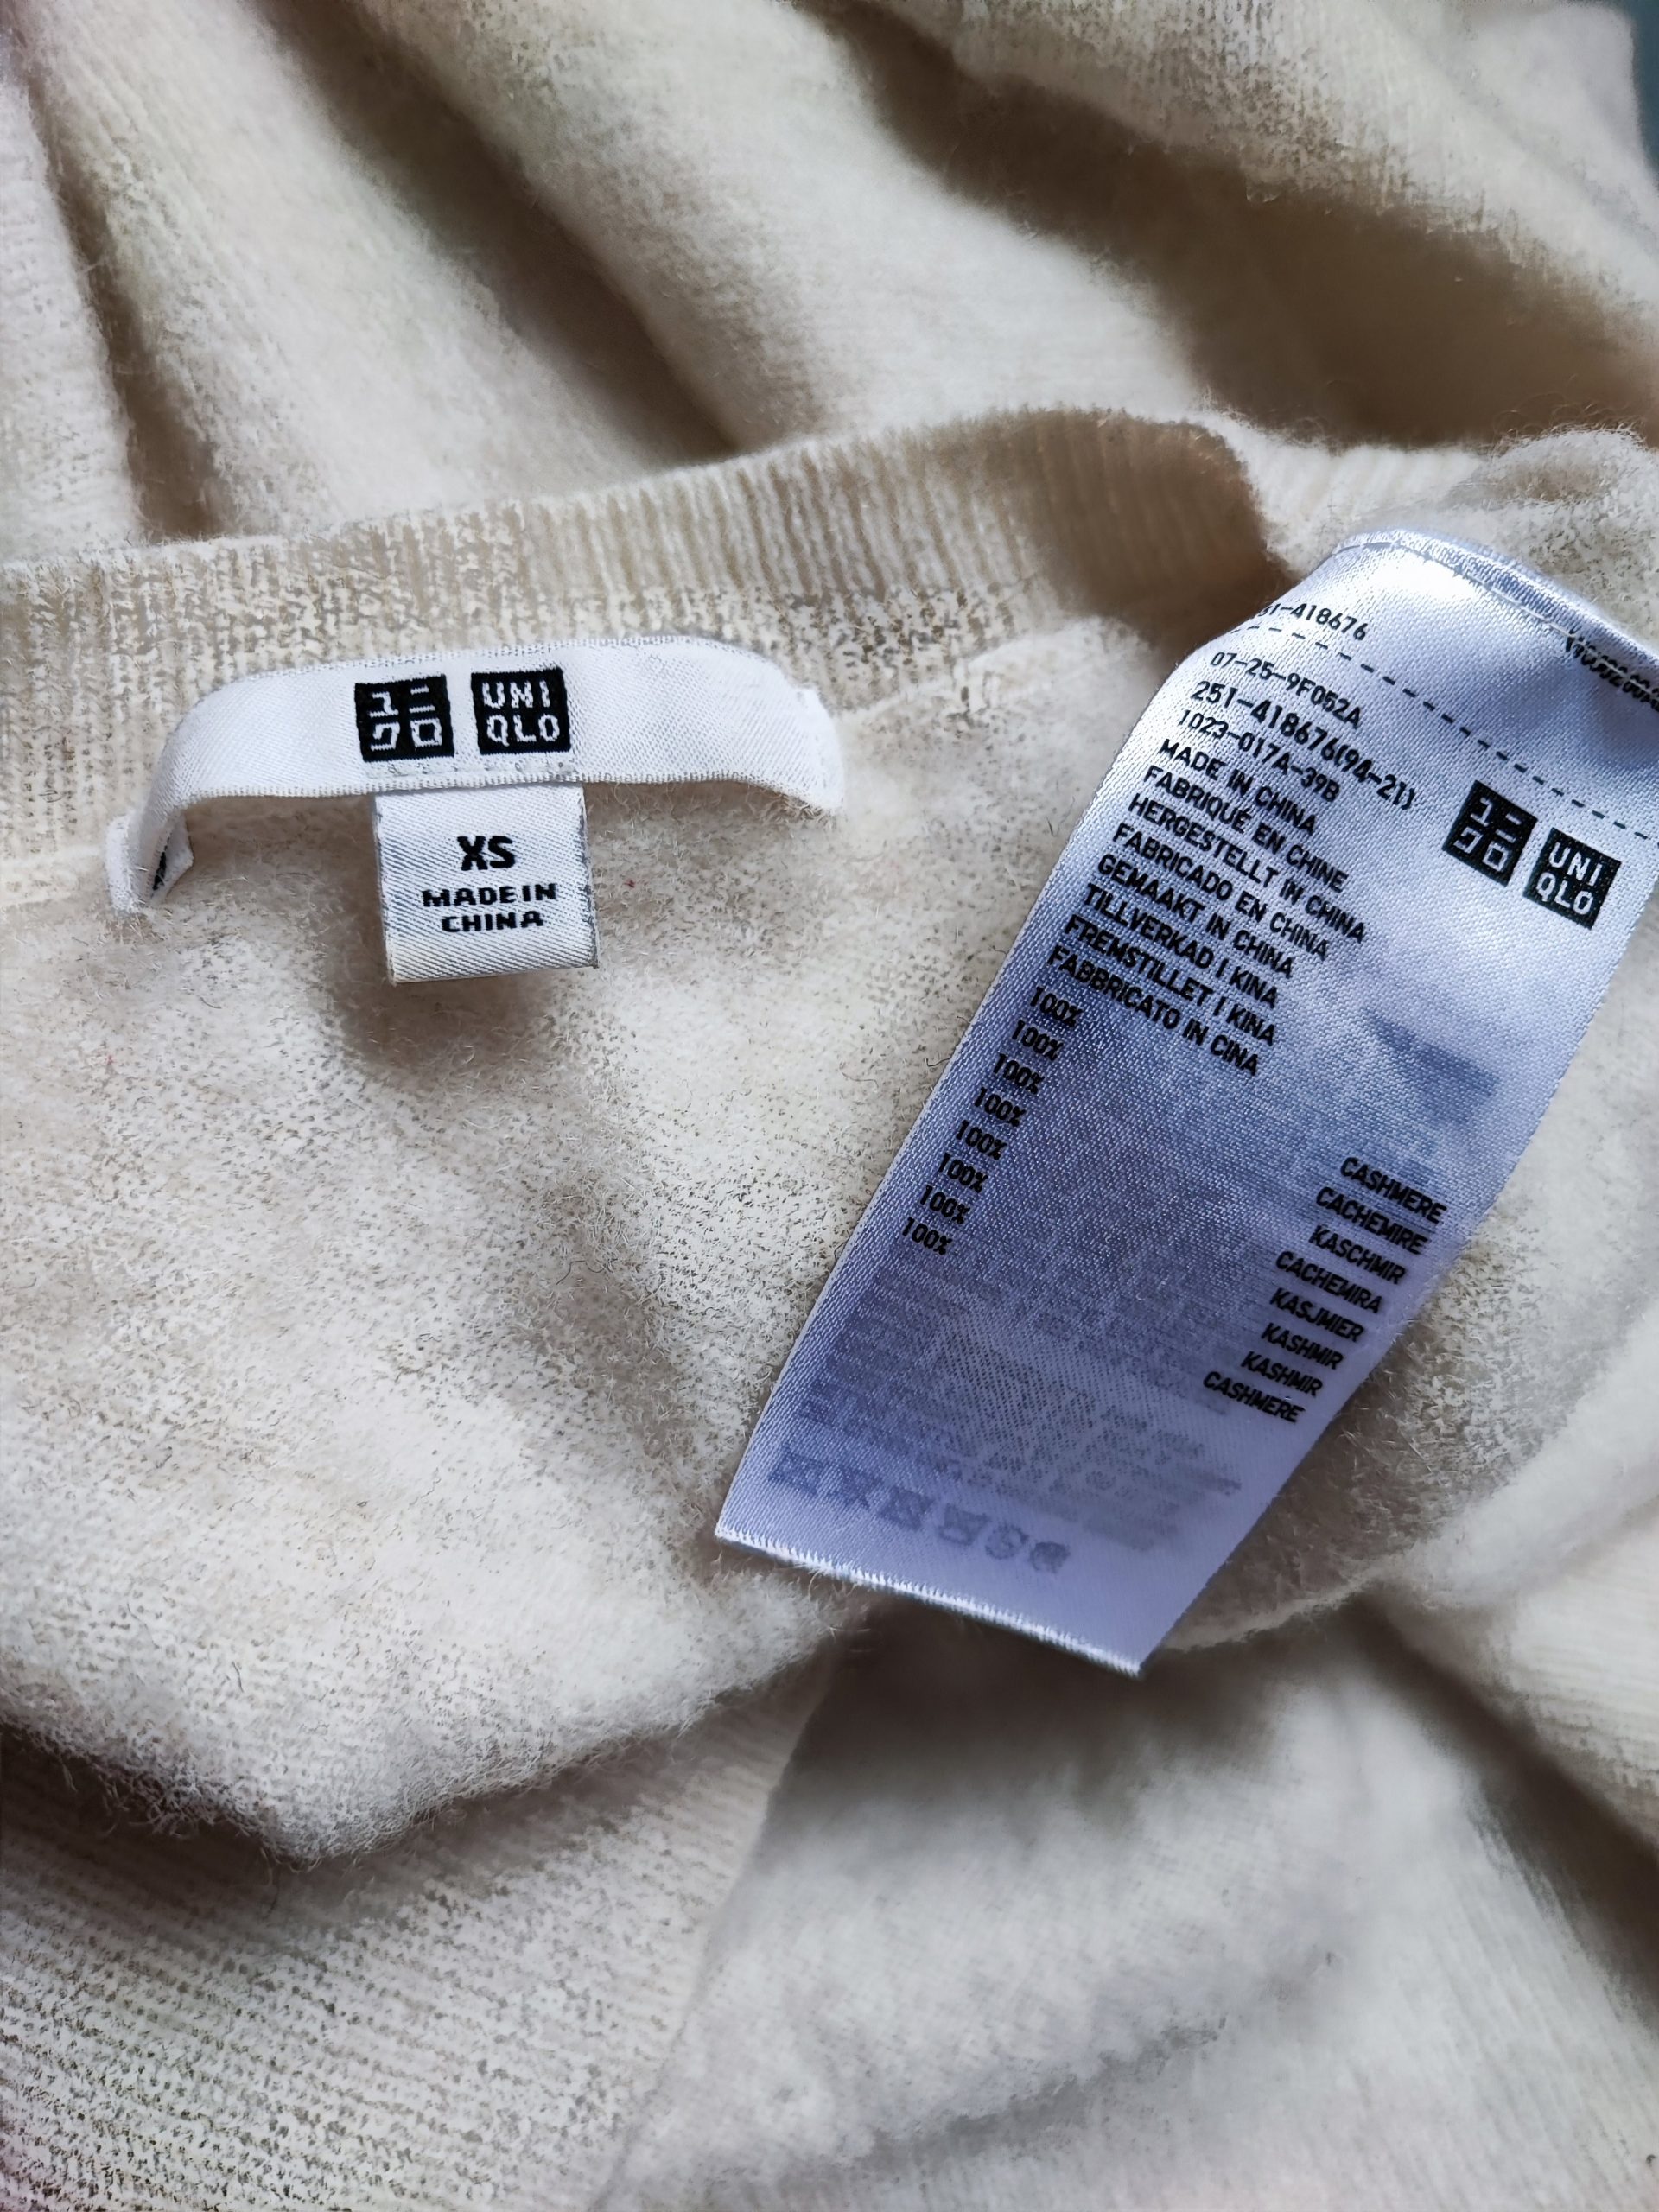 ユニ
クロ
UNI
QLO
XS
MADE IN
CHINA
51-418676
07-25-9F052A
251-418676(94-21)
1023-017A-39B
MADE IN CHINA
FABRIQUÉ EN CHINE
HERGESTELLT IN CHINA
FABRICADO EN CHINA
GEMAAKT IN CHINA
TILLVERKAD I KINA
FREMSTILLET I KINA
FABBRICATO IN CINA
ユニ
クロ
UNI
QLO
100% CASHMERE
100% CACHEMIRE
100% KASCHMIR
100% CACHEMIRA
100% KASJMIER
100% KASHMIR
100% KASHMIR
100% CASHMERE